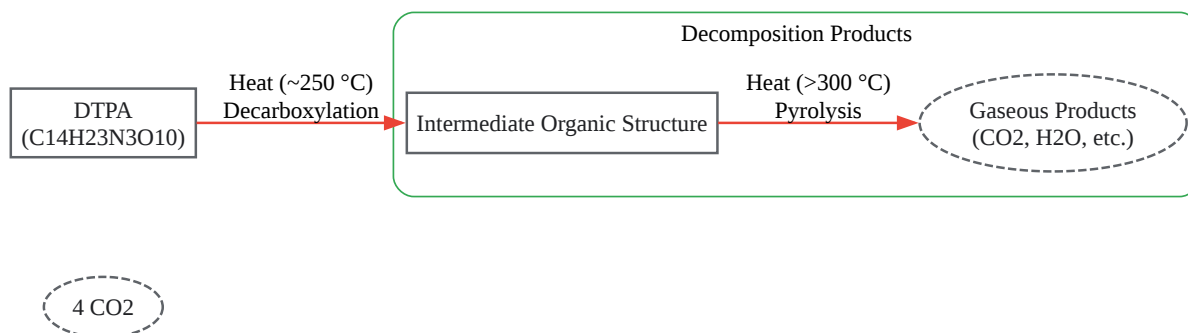 Decomposition Products
Heat (~250 °C)
Decarboxylation
Heat (>300 °C)
Pyrolysis
DTPA
(C14H23N3O10)
Intermediate Organic Structure
Gaseous Products
(CO2, H2O, etc.)
4 CO2